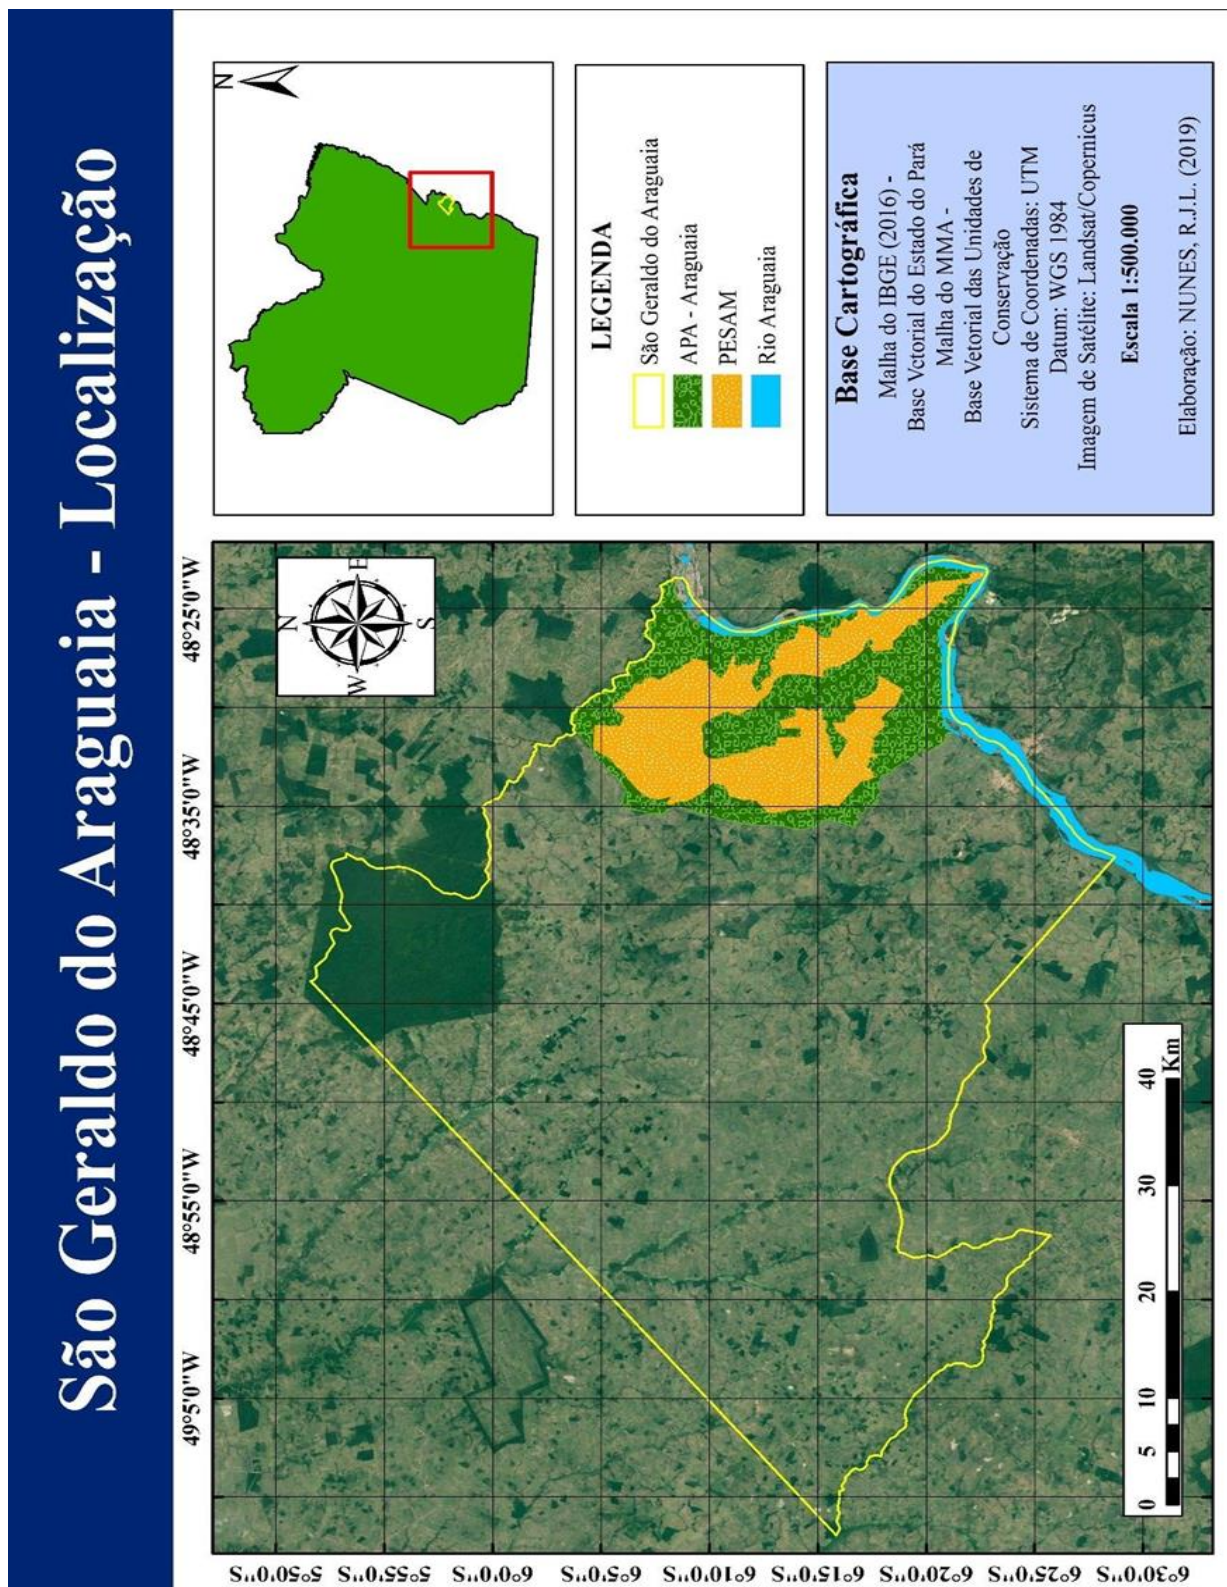 São Geraldo do Araguaia - Localização
48°25'0"W
48°35'0"W
48°45'0"W
48°55'0"W
49°5'0"W
5°50'0"S
5°55'0"S
6°0'0"S
6°5'0"S
6°10'0"S
6°15'0"S
6°20'0"S
6°25'0"S
6°30'0"S
N
E
S
W
0 5 10 20 30 40
Km
N
LEGENDA
São Geraldo do Araguaia
APA - Araguaia
PESAM
Rio Araguaia
Base Cartográfica
Malha do IBGE (2016) -
Base Vctorial do Estado do Pará
Malha do MMA -
Base Vetorial das Unidades de
Conservação
Sistema de Coordenadas: UTM
Datum: WGS 1984
Imagem de Satélite: Landsat/Copernicus
Escala 1:500.000
Elaboração: NUNES, R.J.L. (2019)